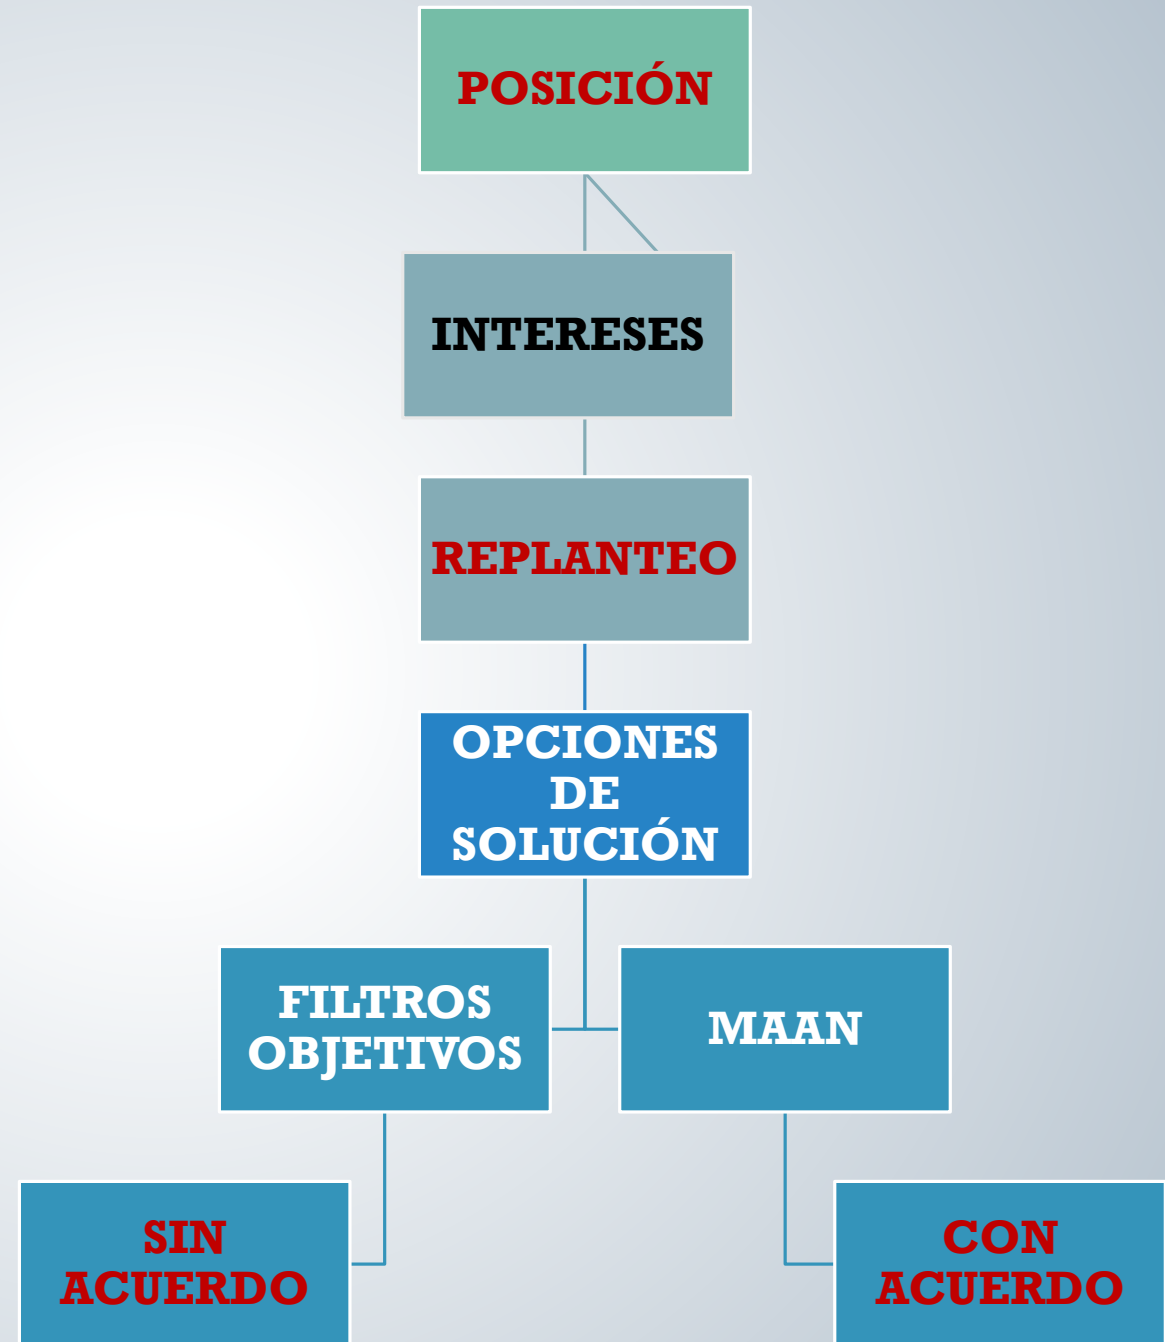 POSICIÓN
INTERESES
REPLANTEO
OPCIONES
DE
SOLUCIÓN
FILTROS
OBJETIVOS
MAAN
SIN
ACUERDO
CON
ACUERDO